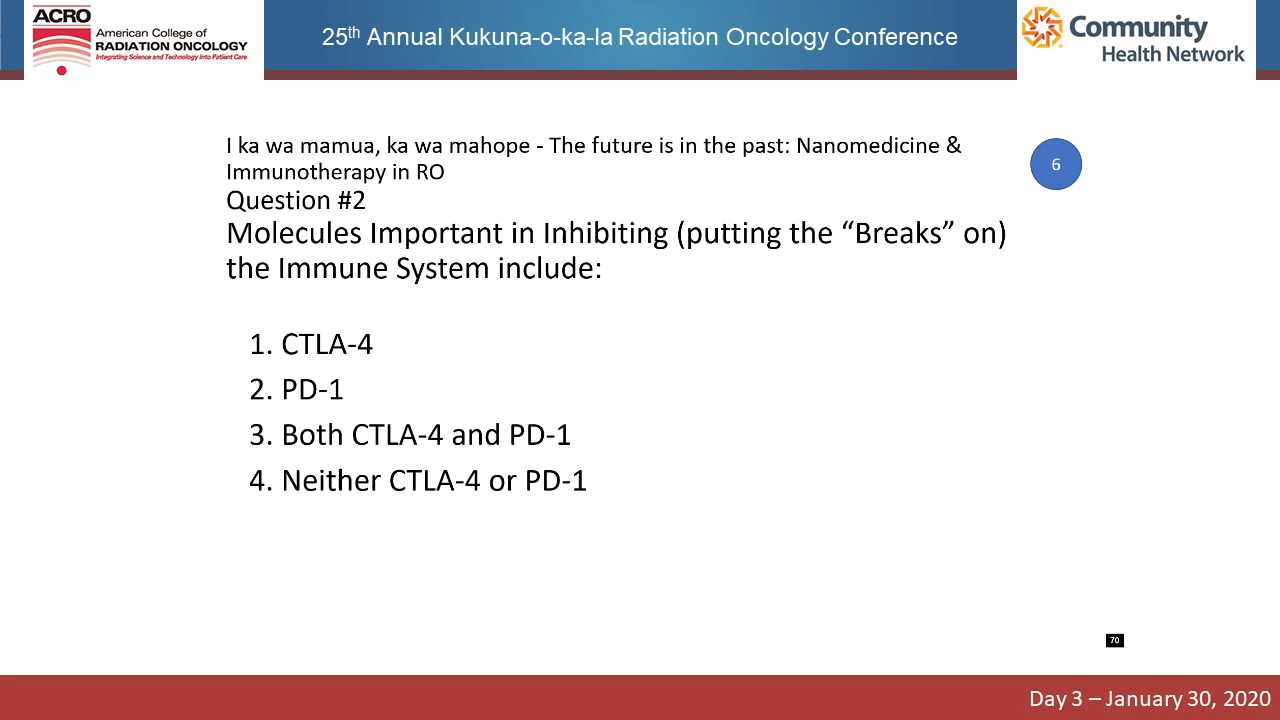 ACRO
American College of
RADIATION ONCOLOGY
Integrating Science and Technology Into Patient Care
25th Annual Kukuna-o-ka-la Radiation Oncology Conference
Community
Health Network
I ka wa mamua, ka wa mahope - The future is in the past: Nanomedicine &
Immunotherapy in RO
6
Question #2
Molecules Important in Inhibiting (putting the “Breaks” on)
the Immune System include:
1. CTLA-4
2. PD-1
3. Both CTLA-4 and PD-1
4. Neither CTLA-4 or PD-1
70
Day 3 – January 30, 2020